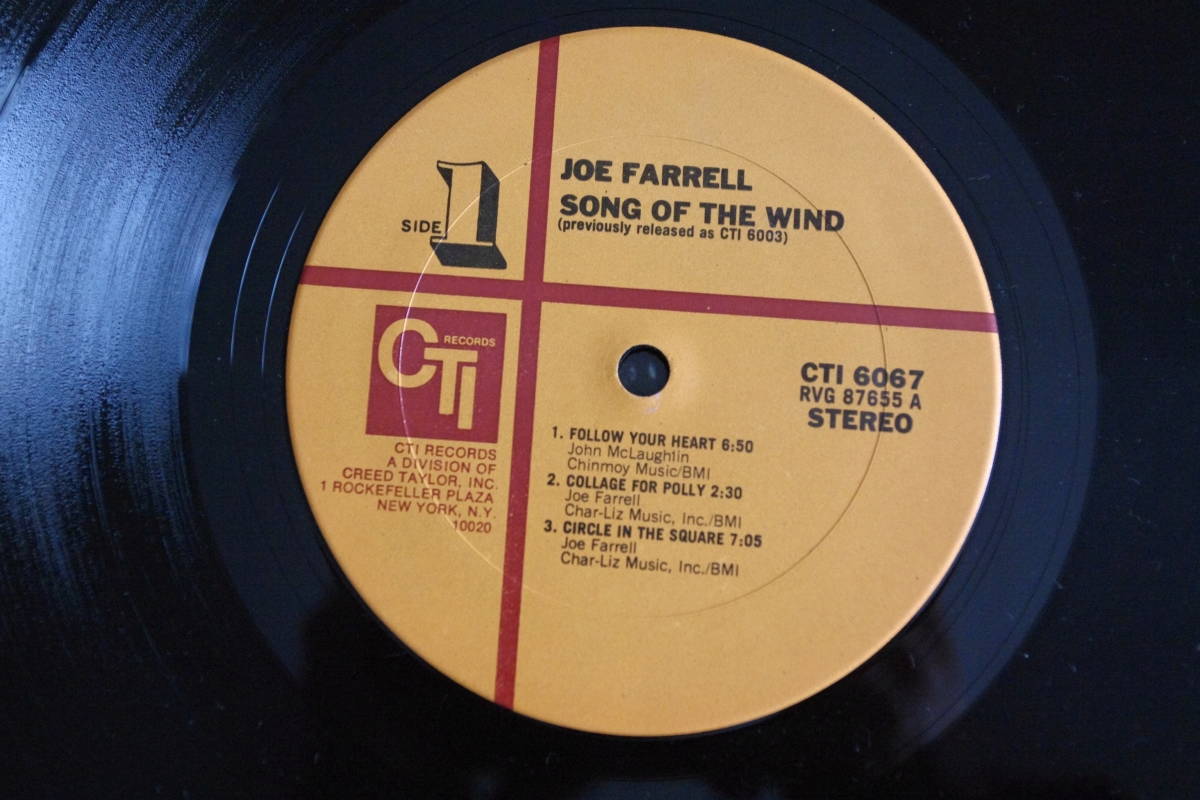 JOE FARRELL
SONG OF THE WIND
(previously released as CTI 6003)
SIDE 1
CTI RECORDS
CTI RECORDS
A DIVISION OF
CREED TAYLOR, INC.
1 ROCKEFELLER PLAZA
NEW YORK, N.Y.
10020
CTI 6067
RVG 87655 A
STEREO
1. FOLLOW YOUR HEART 6:50
John McLaughlin
Chinmoy Music/BMI
2. COLLAGE FOR POLLY 2:30
Joe Farrell
Char-Liz Music, Inc./BMI
3. CIRCLE IN THE SQUARE 7:05
Joe Farrell
Char-Liz Music, Inc./BMI